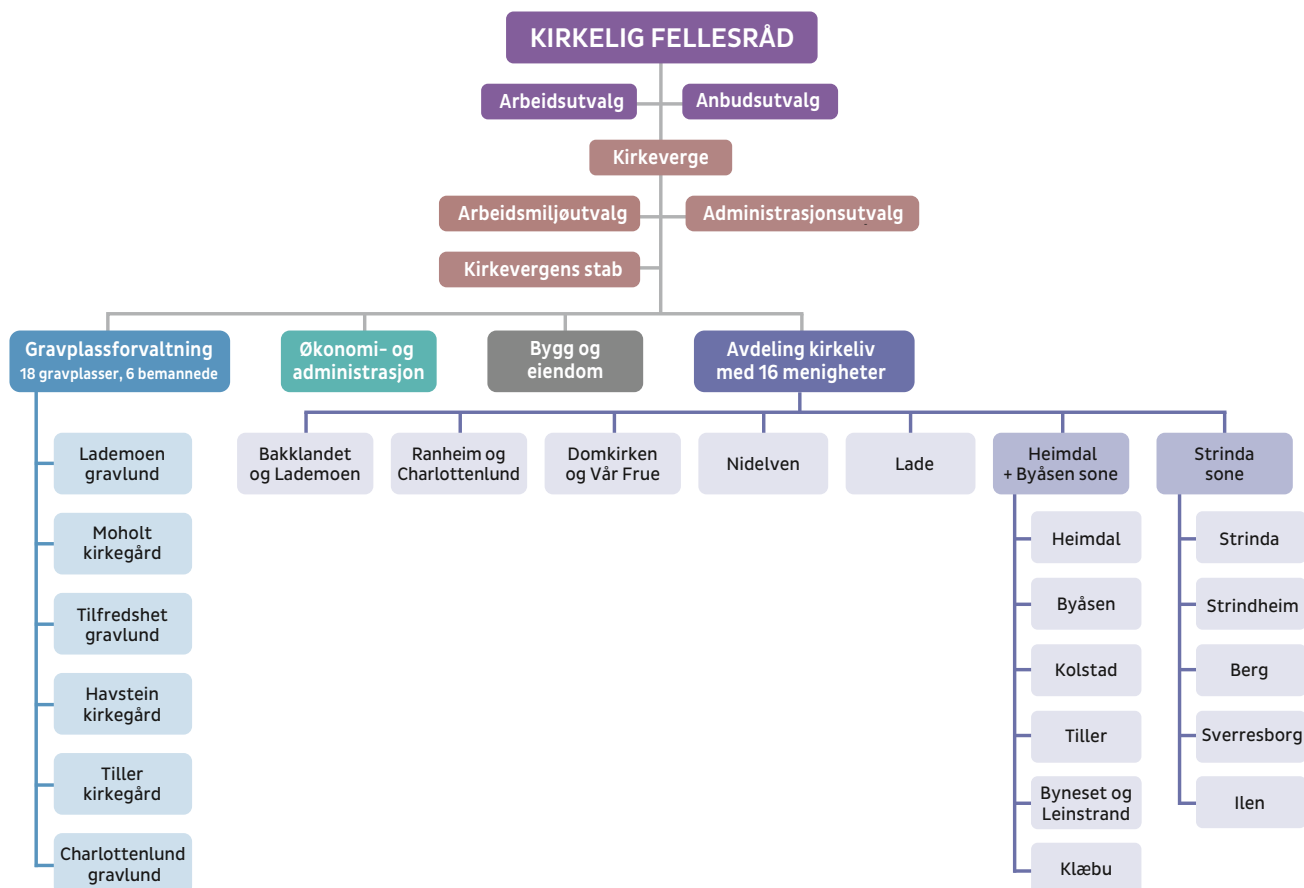 KIRKELIG FELLESRÅD
Arbeidsutvalg
Anbudsutvalg
Kirkeverge
Arbeidsmiljøutvalg
Administrasjonsutvalg
Kirkevergens stab
Gravplassforvaltning
18 gravplasser, 6 bemannede
Økonomi- og
administrasjon
Bygg og
eiendom
Avdeling kirkeliv
med 16 menigheter
Lademoen
gravlund
Moholt
kirkegård
Tilfredshet
gravlund
Havstein
kirkegård
Tiller
kirkegård
Charlottenlund
gravlund
Bakklandet
og Lademoen
Ranheim og
Charlottenlund
Domkirken
og Vår Frue
Nidelven
Lade
Heimdal
+ Byåsen sone
Heimdal
Byåsen
Kolstad
Tiller
Byneset og
Leinstrand
Klæbu
Strinda
sone
Strinda
Strindheim
Berg
Sverresborg
Ilen